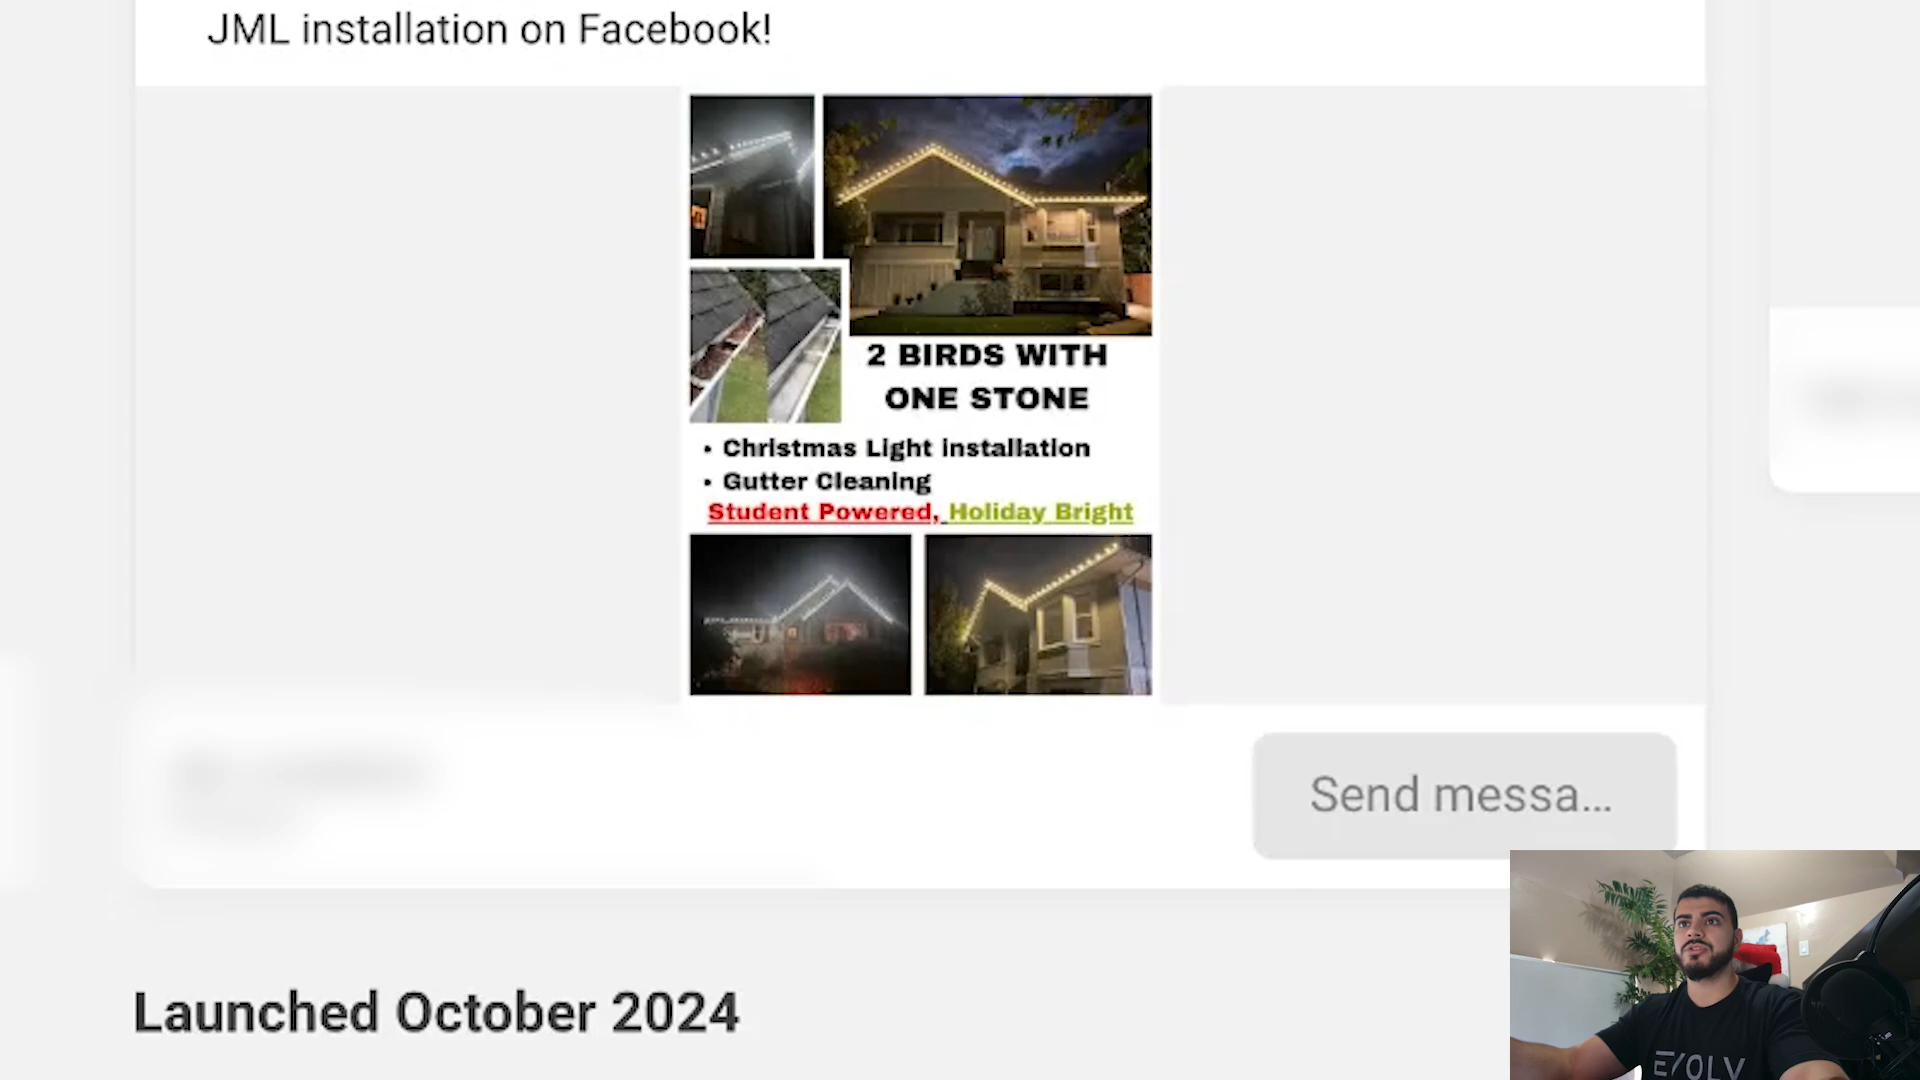 JML installation on Facebook!
2 BIRDS WITH
ONE STONE
• Christmas Light installation
• Gutter Cleaning
Student Powered, Holiday Bright
Send messa...
Launched October 2024
EVOLV